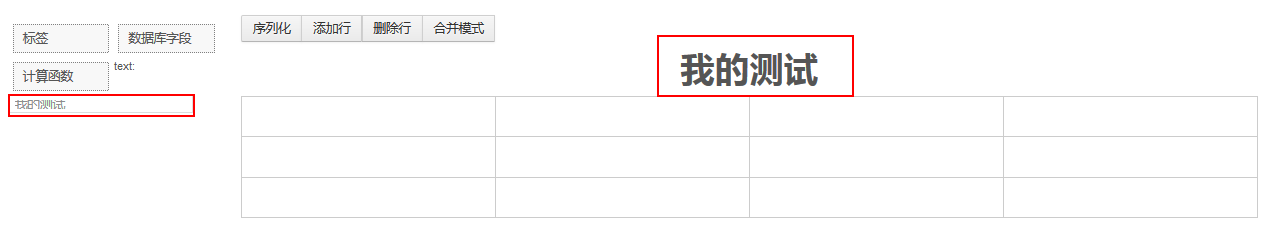 标签 数据库字段
计算函数 text:
我的测试
序列化 添加行 删除行 合并模式
我的测试